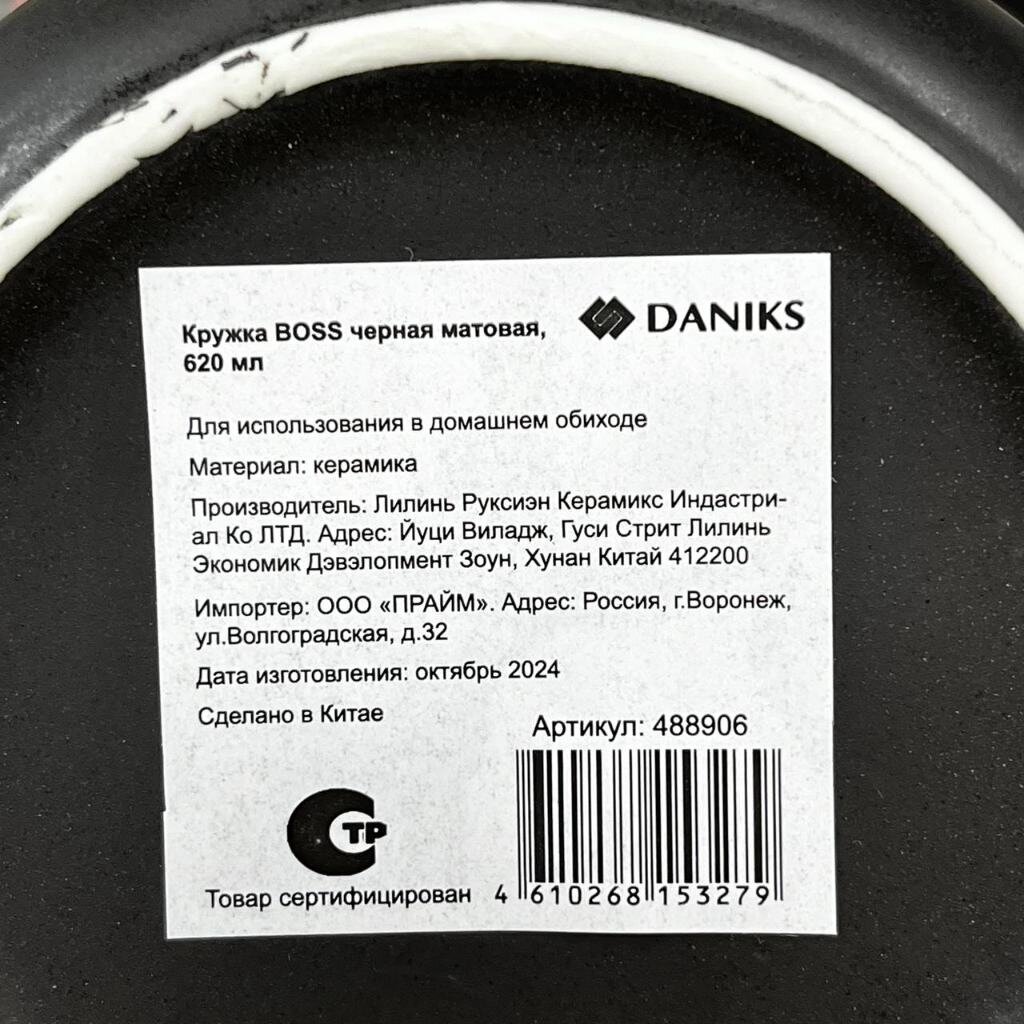 Кружка BOSS черная матовая,
620 мл
DANIKS
Для использования в домашнем обиходе
Материал: керамика
Производитель: Лилинь Руксиэн Керамикс Индастри-
ал Ко ЛТД. Адрес: Йуци Виладж, Гуси Стрит Лилинь
Экономик Дэвэлопмент Зоун, Хунан Китай 412200
Импортер: ООО «ПРАЙМ». Адрес: Россия, г.Воронеж,
ул.Волгоградская, д.32
Дата изготовления: октябрь 2024
Сделано в Китае
Артикул: 488906
СТР
Товар сертифицирован
4 610268 153279